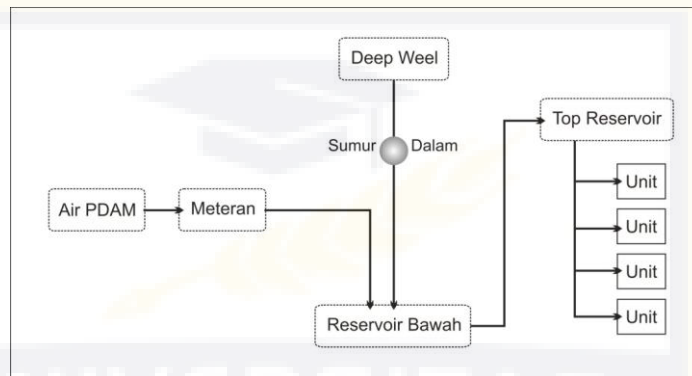 Deep Weel
Sumur Dalam
Top Reservoir
Air PDAM
Meteran
Unit
Unit
Unit
Unit
Reservoir Bawah